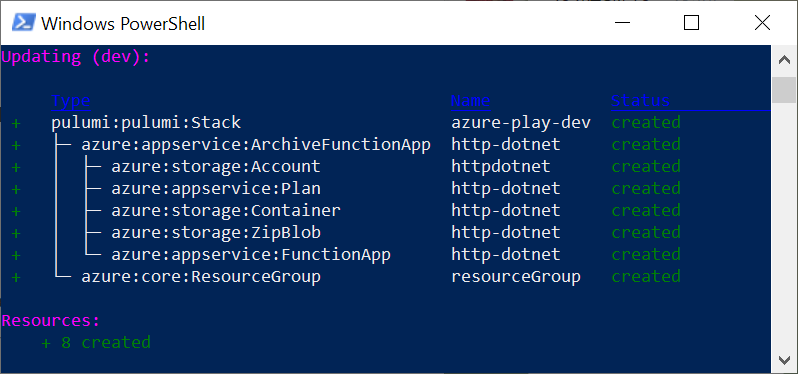 Windows PowerShell
Updating (dev):
Type Name Status
+ pulumi:pulumi:Stack azure-play-dev created
+ ├─ azure:appservice:ArchiveFunctionApp http-dotnet created
+ │ ├─ azure:storage:Account httpdotnet created
+ │ ├─ azure:appservice:Plan http-dotnet created
+ │ ├─ azure:storage:Container http-dotnet created
+ │ ├─ azure:storage:ZipBlob http-dotnet created
+ │ └─ azure:appservice:FunctionApp http-dotnet created
+ └─ azure:core:ResourceGroup resourceGroup created
Resources:
+ 8 created